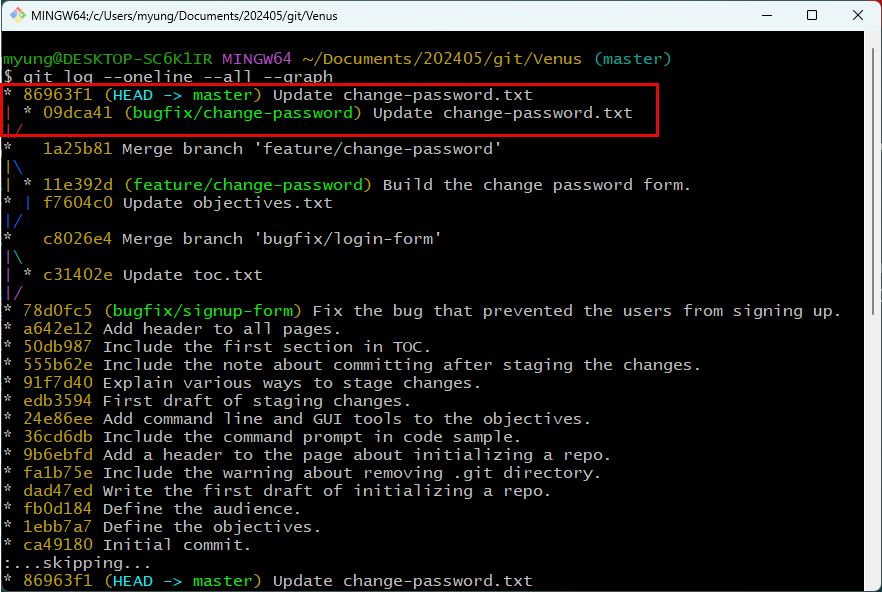 MINGW64:/c/Users/myung/Documents/202405/git/Venus
myung@DESKTOP-SC6K1IR MINGW64 ~/Documents/202405/git/Venus (master)
$ git log --oneline --all --graph
* 86963f1 (HEAD -> master) Update change-password.txt
| * 09dca41 (bugfix/change-password) Update change-password.txt
|/
*   1a25b81 Merge branch 'feature/change-password'
|\
| * 11e392d (feature/change-password) Build the change password form.
* | f7604c0 Update objectives.txt
|/
*   c8026e4 Merge branch 'bugfix/login-form'
|\
| * c31402e Update toc.txt
|/
* 78d0fc5 (bugfix/signup-form) Fix the bug that prevented the users from signing up.
* a642e12 Add header to all pages.
* 50db987 Include the first section in TOC.
* 555b62e Include the note about committing after staging the changes.
* 91f7d40 Explain various ways to stage changes.
* edb3594 First draft of staging changes.
* 24e86ee Add command line and GUI tools to the objectives.
* 36cd6db Include the command prompt in code sample.
* 9b6ebfd Add a header to the page about initializing a repo.
* fa1b75e Include the warning about removing .git directory.
* dad47ed Write the first draft of initializing a repo.
* fb0d184 Define the audience.
* 1ebb7a7 Define the objectives.
* ca49180 Initial commit.
:...skipping...
* 86963f1 (HEAD -> master) Update change-password.txt